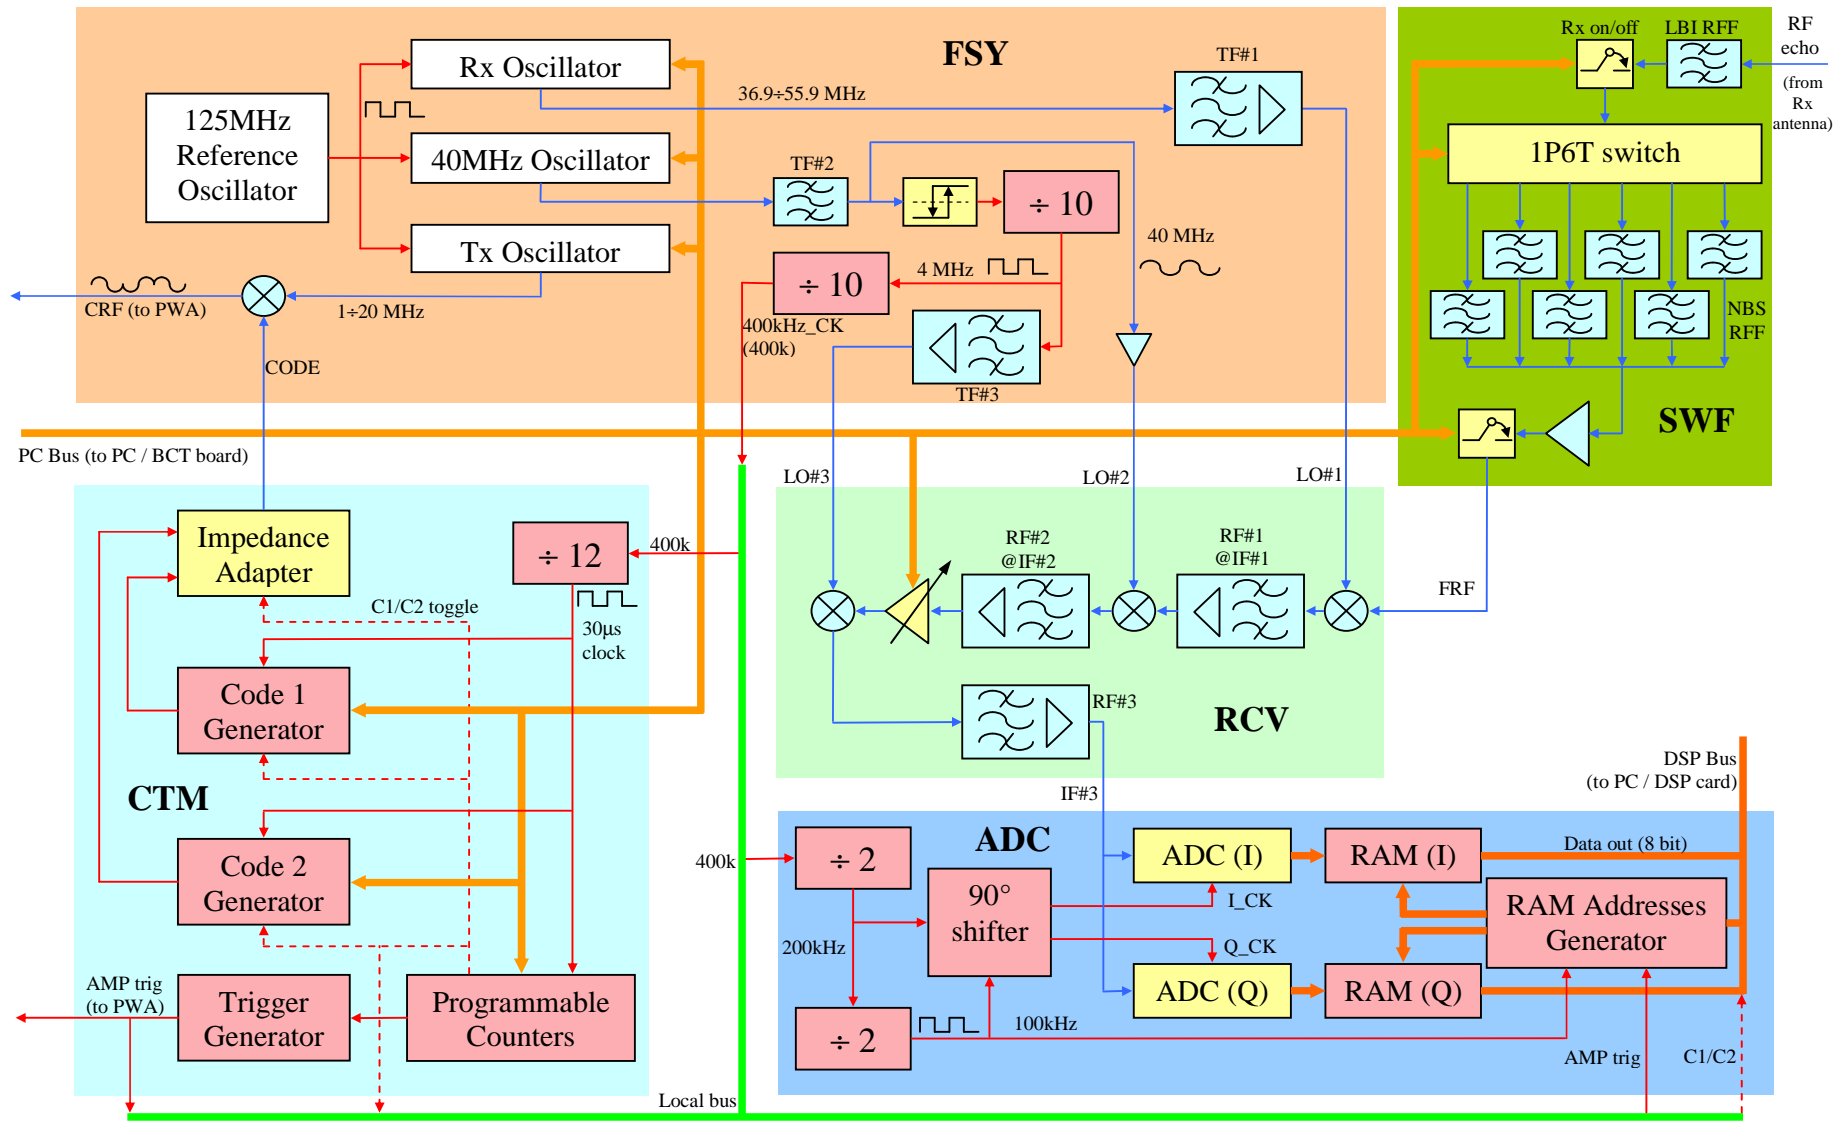 FSY
Rx Oscillator
125MHz
Reference
Oscillator
40MHz Oscillator
Tx Oscillator
36.9÷55.9 MHz
TF#1
TF#2
÷ 10
40 MHz
4 MHz
÷ 10
400kHz_CK
(400k)
TF#3
CRF (to PWA)
1÷20 MHz
CODE
Rx on/off
LBI RFF
RF
echo
(from
Rx
antenna)
1P6T switch
NBS
RFF
SWF
PC Bus (to PC / BCT board)
LO#3
LO#2
LO#1
FRF
RF#2
@IF#2
RF#1
@IF#1
RF#3
RCV
IF#3
Impedance
Adapter
÷ 12
400k
C1/C2 toggle
30µs
clock
Code 1
Generator
CTM
Code 2
Generator
AMP trig
(to PWA)
Trigger
Generator
Programmable
Counters
Local bus
400k
ADC
÷ 2
90°
shifter
200kHz
÷ 2
100kHz
ADC (I)
I_CK
Q_CK
ADC (Q)
RAM (I)
RAM (Q)
Data out (8 bit)
RAM Addresses
Generator
DSP Bus
(to PC / DSP card)
AMP trig
C1/C2